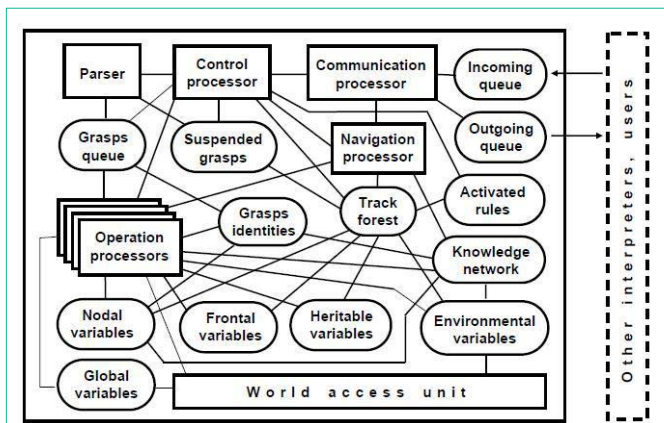 Parser
Control
processor
Communication
processor
Incoming
queue
Grasps
queue
Suspended
grasps
Navigation
processor
Outgoing
queue
Operation
processors
Grasps
identities
Track
forest
Activated
rules
Knowledge
network
Nodal
variables
Frontal
variables
Heritable
variables
Environmental
variables
Global
variables
World access unit
Other interpreters, users